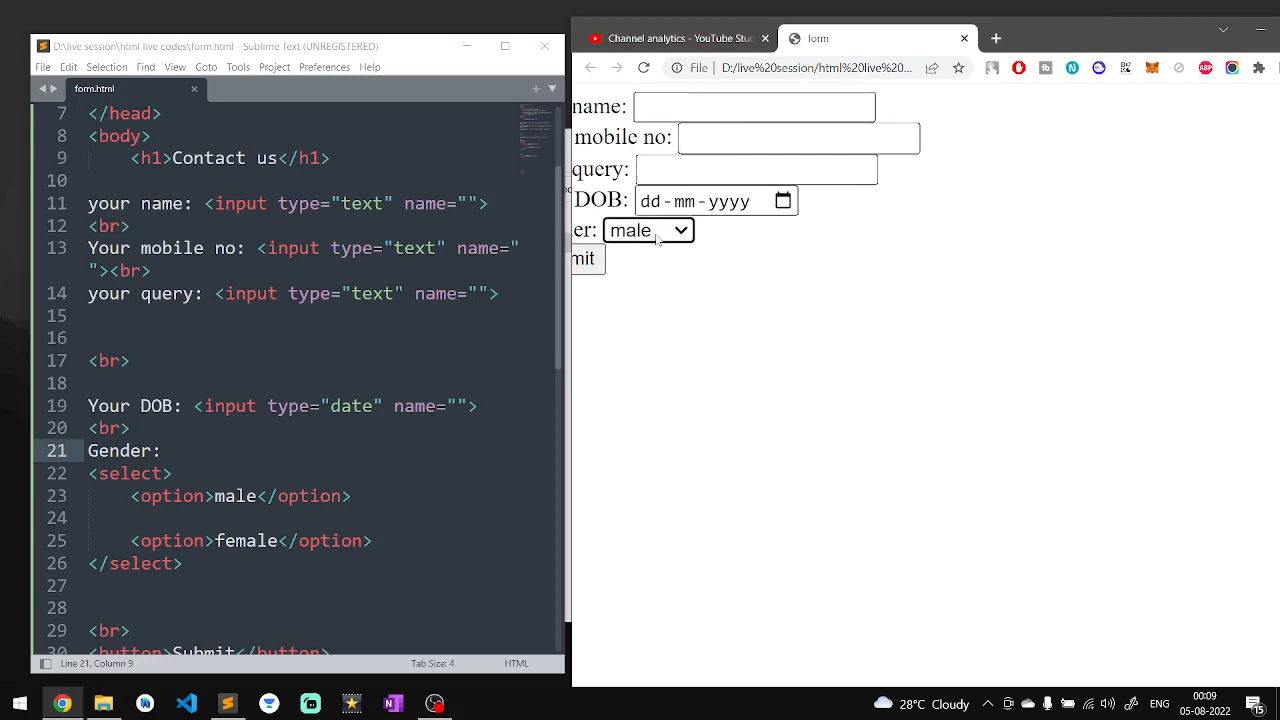 D:\live session\html live codes\form.html - Sublime Text (UNREGISTERED)
File Edit Selection Find View Goto Tools Project Preferences Help
form.html
7 </head>
8 <body>
9 <h1>Contact us</h1>
10
11 your name: <input type="text" name="">
12 <br>
13 Your mobile no: <input type="text" name="
"><br>
14 your query: <input type="text" name="">
15
16
17 <br>
18
19 Your DOB: <input type="date" name="">
20 <br>
21 Gender:
22 <select>
23 <option>male</option>
24
25 <option>female</option>
26 </select>
27
28
29 <br>
30 <button>Submit</button>
Line 21, Column 9
Tab Size: 4
HTML
Channel analytics - YouTube Stu
form
File D:/live%20session/html%20live%20...
name:
mobile no:
query:
DOB: dd-mm-yyyy
er: male
mit
28°C Cloudy
ENG
00:09
05-08-2022
15